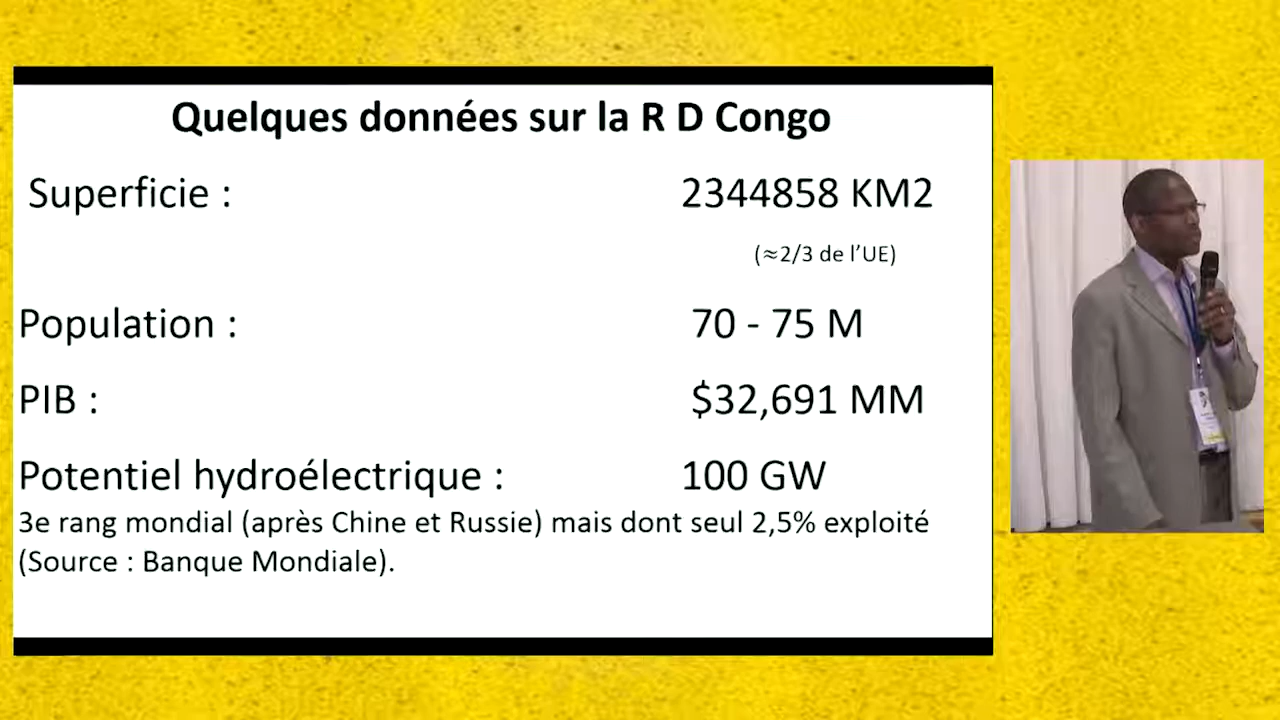 Quelques données sur la R D Congo
Superficie : 2344858 KM2
(≈2/3 de l’UE)
Population : 70 - 75 M
PIB : $32,691 MM
Potentiel hydroélectrique : 100 GW
3e rang mondial (après Chine et Russie) mais dont seul 2,5% exploité
(Source : Banque Mondiale).